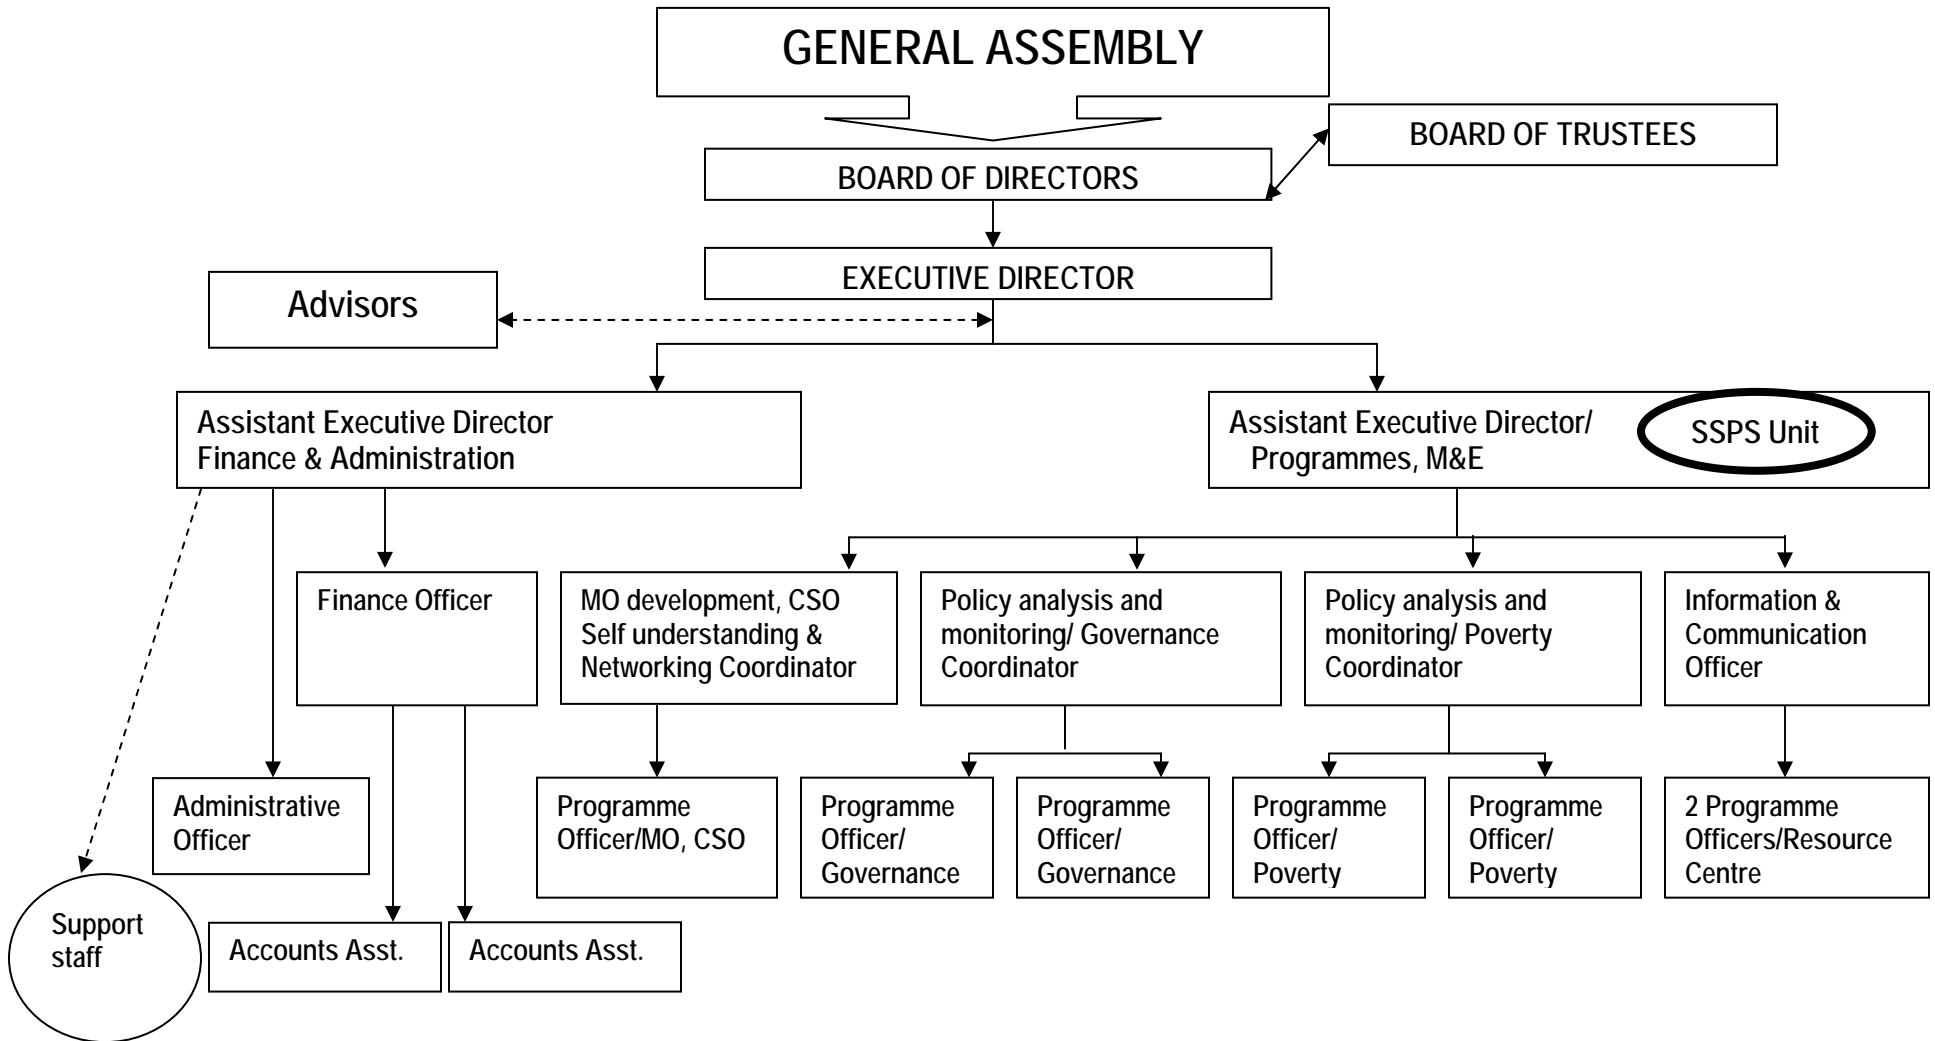 GENERAL ASSEMBLY
BOARD OF TRUSTEES
BOARD OF DIRECTORS
EXECUTIVE DIRECTOR
Advisors
Assistant Executive Director
Finance & Administration
Assistant Executive Director/
Programmes, M&E
SSPS Unit
Finance Officer
MO development, CSO
Self understanding &
Networking Coordinator
Policy analysis and
monitoring/ Governance
Coordinator
Policy analysis and
monitoring/ Poverty
Coordinator
Information &
Communication
Officer
Administrative
Officer
Programme
Officer/MO, CSO
Programme
Officer/
Governance
Programme
Officer/
Governance
Programme
Officer/
Poverty
Programme
Officer/
Poverty
2 Programme
Officers/Resource
Centre
Support
staff
Accounts Asst.
Accounts Asst.